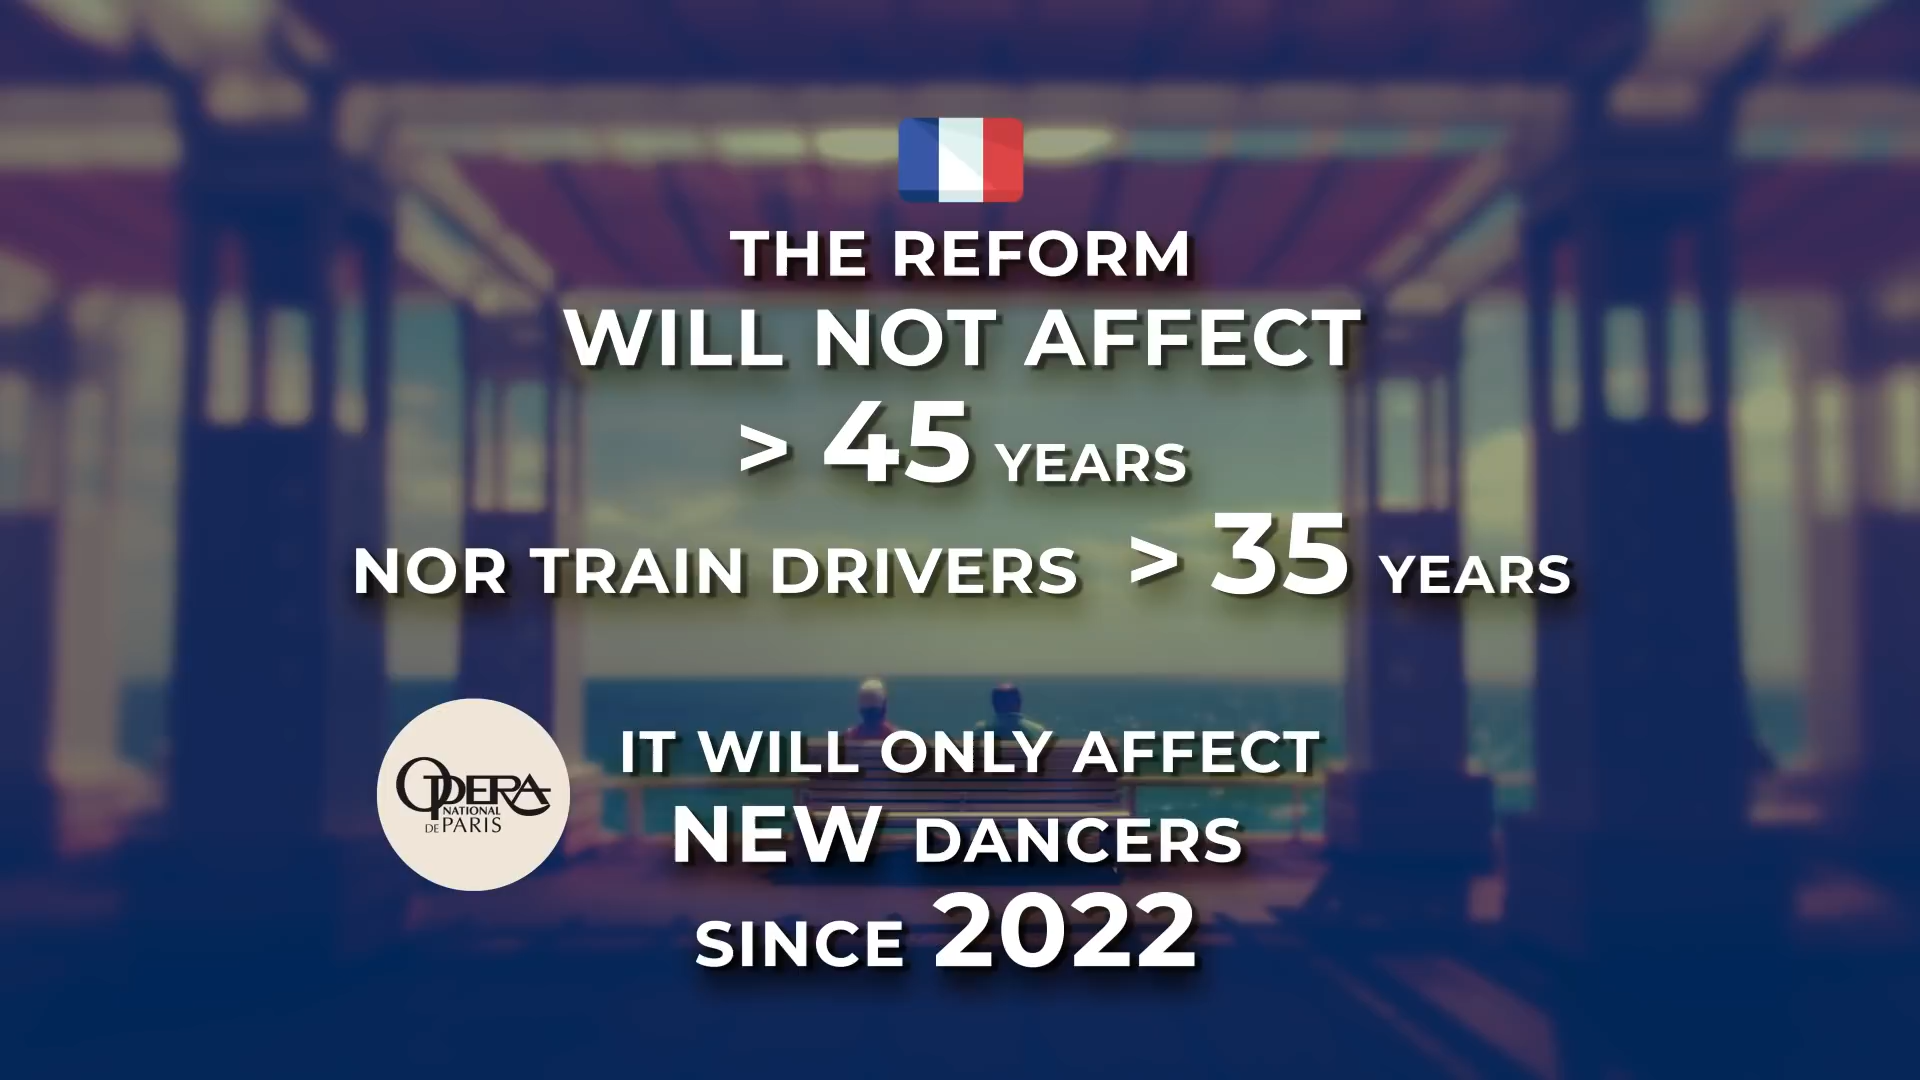 THE REFORM
WILL NOT AFFECT
> 45 YEARS
NOR TRAIN DRIVERS > 35 YEARS
OPERA
NATIONAL
DE PARIS
IT WILL ONLY AFFECT
NEW DANCERS
SINCE 2022